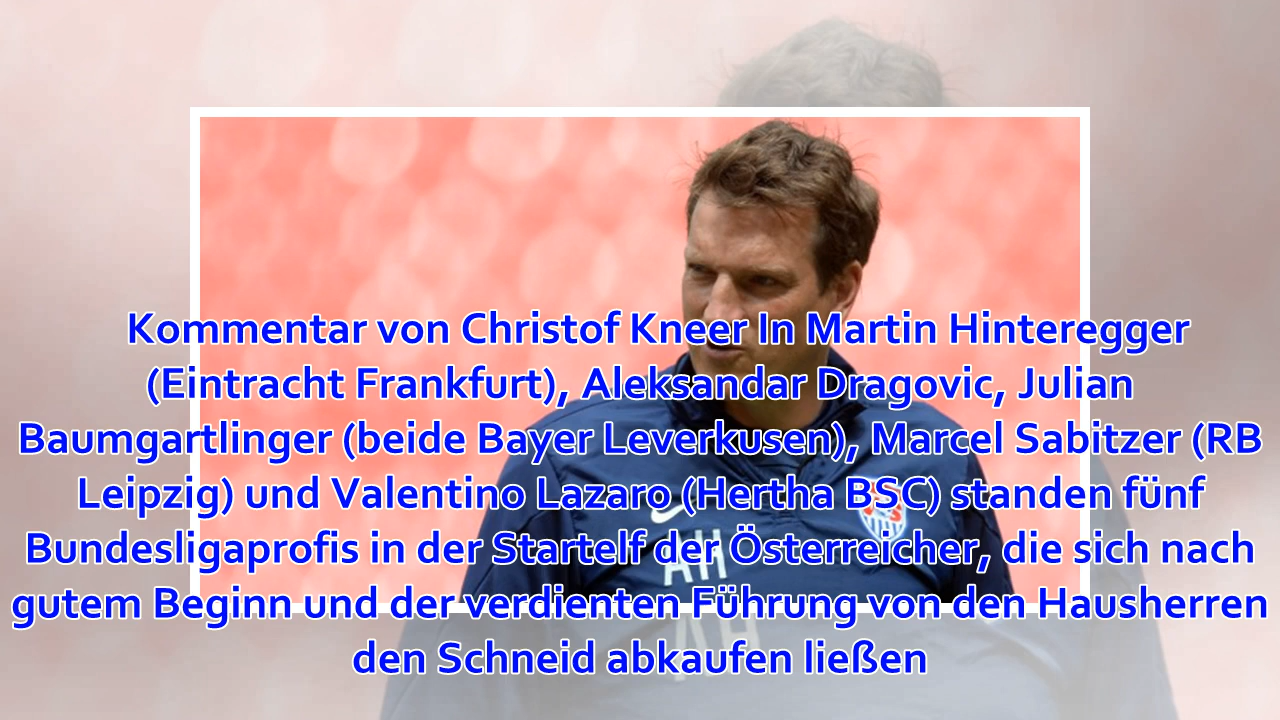 Kommentar von Christof Kneer In Martin Hinteregger
(Eintracht Frankfurt), Aleksandar Dragovic, Julian
Baumgartlinger (beide Bayer Leverkusen), Marcel Sabitzer (RB
Leipzig) und Valentino Lazaro (Hertha BSC) standen fünf
Bundesligaprofis in der Startelf der Österreicher, die sich nach
gutem Beginn und der verdienten Führung von den Hausherren
den Schneid abkaufen ließen
AH
AH